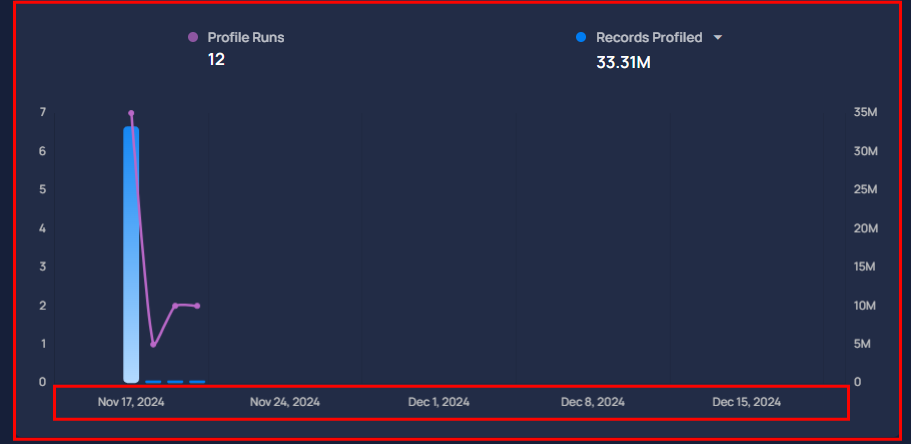 Profile Runs
12
Records Profiled
33.31M
7 35M
6 30M
5 25M
4 20M
3 15M
2 10M
1 5M
0 0
Nov 17, 2024 Nov 24, 2024 Dec 1, 2024 Dec 8, 2024 Dec 15, 2024